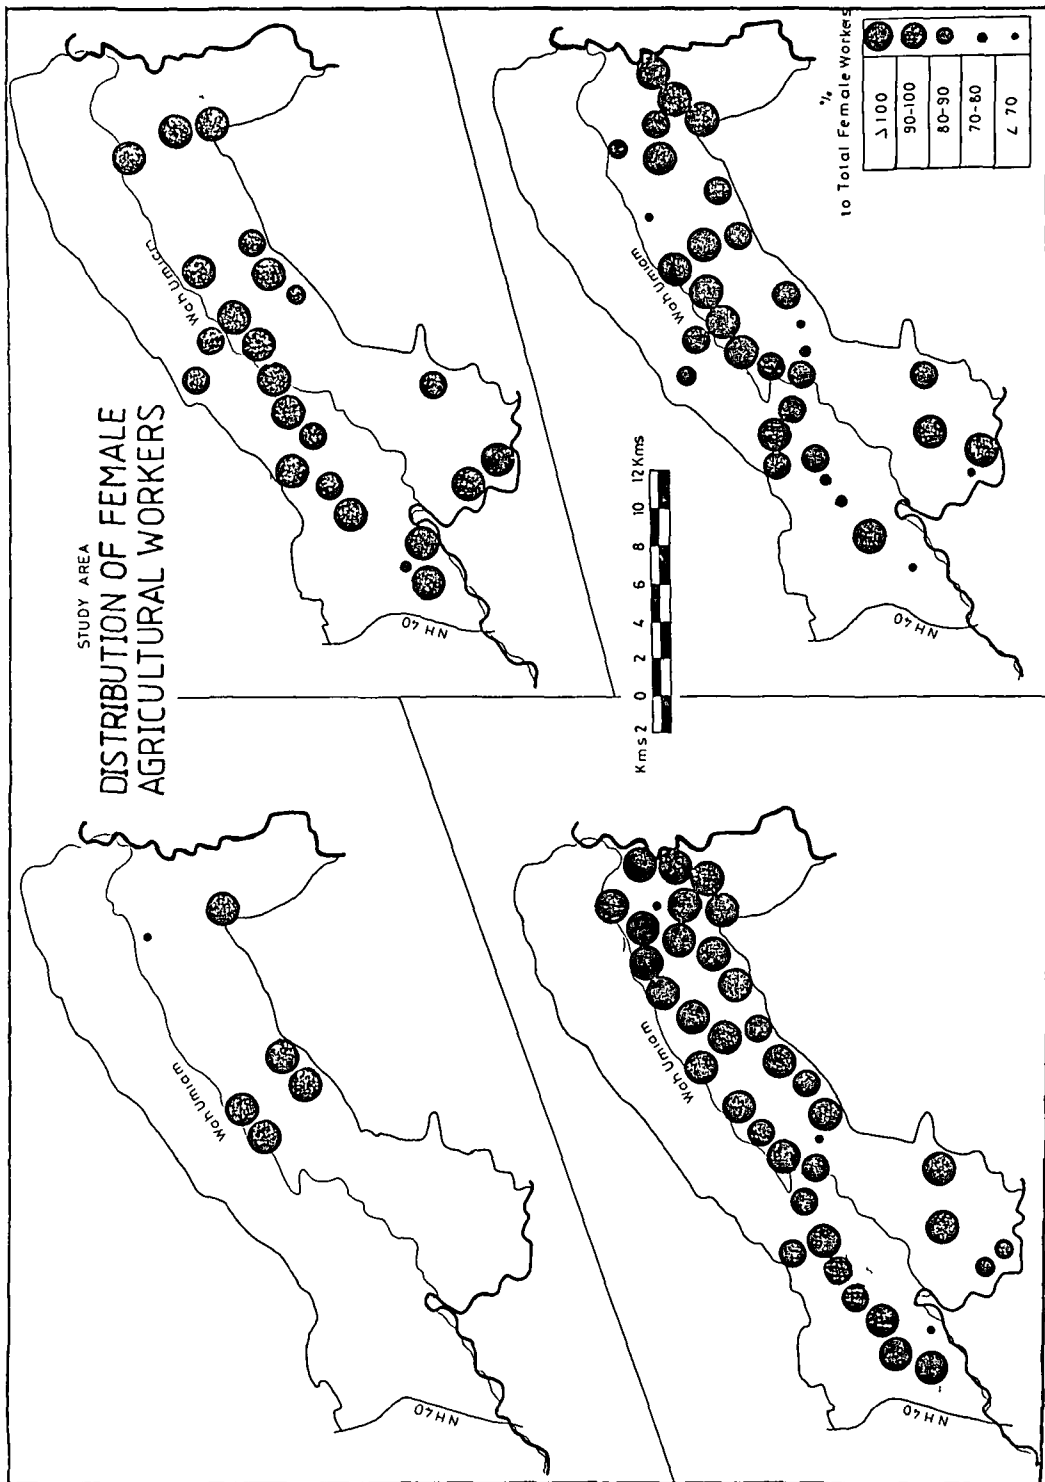 STUDY AREA
DISTRIBUTION OF FEMALE
AGRICULTURAL WORKERS
Wah Umiam
NH 40
Wah Umiam
Wah Umiam
NH 40
Wah Umiam
NH 40
NH 40
Kms 2 0 2 4 6 8 10 12 Kms
%
to Total Female Workers
>100
90-100
80-90
70-80
< 70